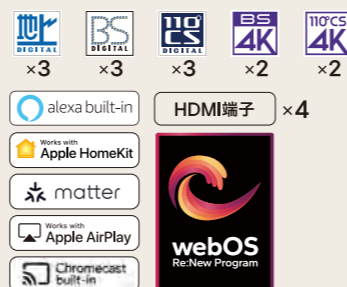 地 BS 110° CS BS 4K 110°CS 4K
DIGITAL DIGITAL DIGITAL
×3 ×3 ×3 ×2 ×2
alexa built-in HDMI端子 ×4
Works with
Apple HomeKit
matter
Works with
Apple AirPlay
webOS
Re:New Program
Chromecast
built-in